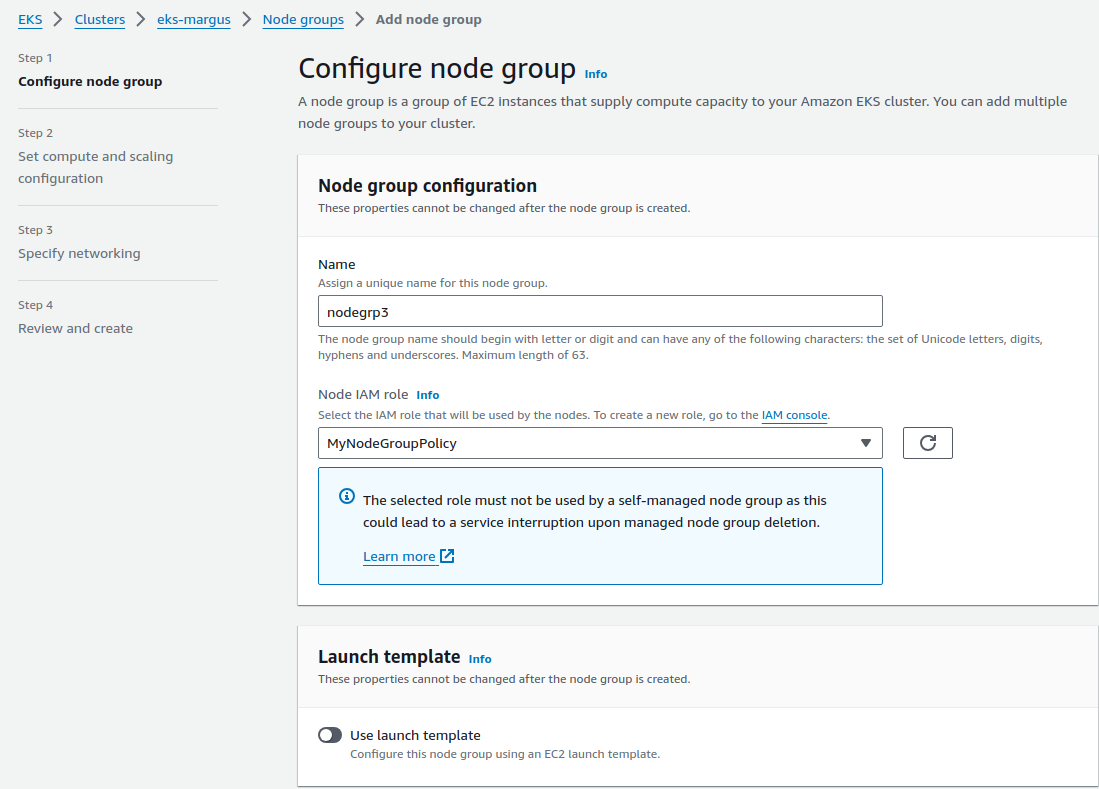 EKS > Clusters > eks-margus > Node groups > Add node group
Step 1
Configure node group
Step 2
Set compute and scaling
configuration
Step 3
Specify networking
Step 4
Review and create
Configure node group Info
A node group is a group of EC2 instances that supply compute capacity to your Amazon EKS cluster. You can add multiple
node groups to your cluster.
Node group configuration
These properties cannot be changed after the node group is created.
Name
Assign a unique name for this node group.
nodegrp3
The node group name should begin with letter or digit and can have any of the following characters: the set of Unicode letters, digits,
hyphens and underscores. Maximum length of 63.
Node IAM role Info
Select the IAM role that will be used by the nodes. To create a new role, go to the IAM console.
MyNodeGroupPolicy
The selected role must not be used by a self-managed node group as this
could lead to a service interruption upon managed node group deletion.
Learn more
Launch template Info
These properties cannot be changed after the node group is created.
Use launch template
Configure this node group using an EC2 launch template.